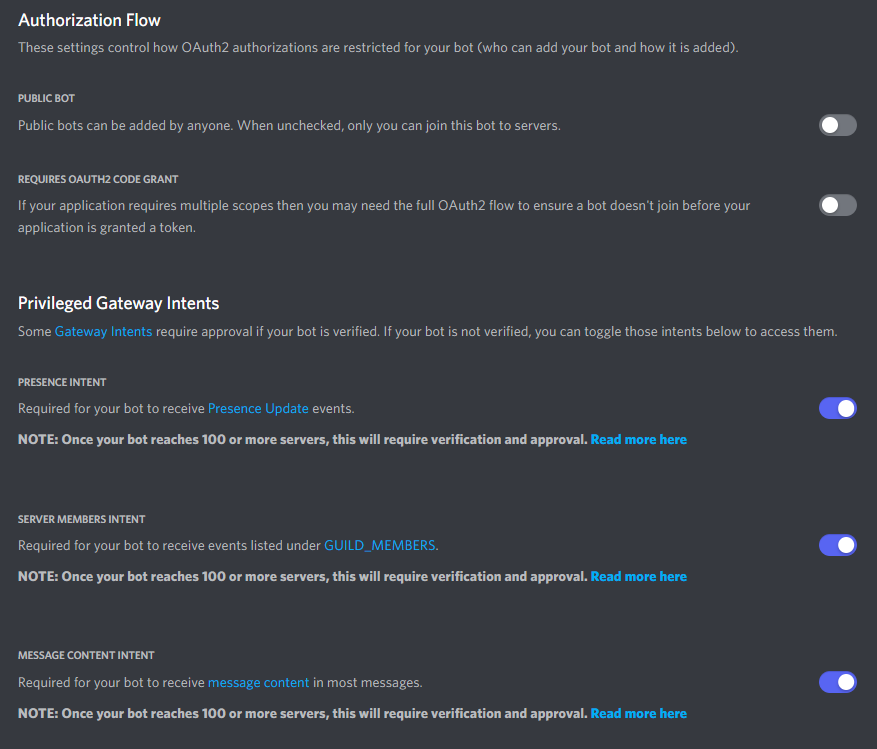 Authorization Flow
These settings control how OAuth2 authorizations are restricted for your bot (who can add your bot and how it is added).
PUBLIC BOT
Public bots can be added by anyone. When unchecked, only you can join this bot to servers.
REQUIRES OAUTH2 CODE GRANT
If your application requires multiple scopes then you may need the full OAuth2 flow to ensure a bot doesn't join before your
application is granted a token.
Privileged Gateway Intents
Some Gateway Intents require approval if your bot is verified. If your bot is not verified, you can toggle those intents below to access them.
PRESENCE INTENT
Required for your bot to receive Presence Update events.
NOTE: Once your bot reaches 100 or more servers, this will require verification and approval. Read more here
SERVER MEMBERS INTENT
Required for your bot to receive events listed under GUILD_MEMBERS.
NOTE: Once your bot reaches 100 or more servers, this will require verification and approval. Read more here
MESSAGE CONTENT INTENT
Required for your bot to receive message content in most messages.
NOTE: Once your bot reaches 100 or more servers, this will require verification and approval. Read more here